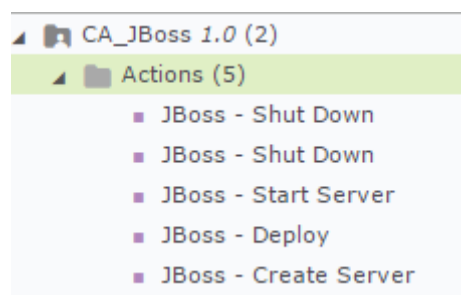 CA_JBoss 1.0 (2)
Actions (5)
JBoss - Shut Down
JBoss - Shut Down
JBoss - Start Server
JBoss - Deploy
JBoss - Create Server